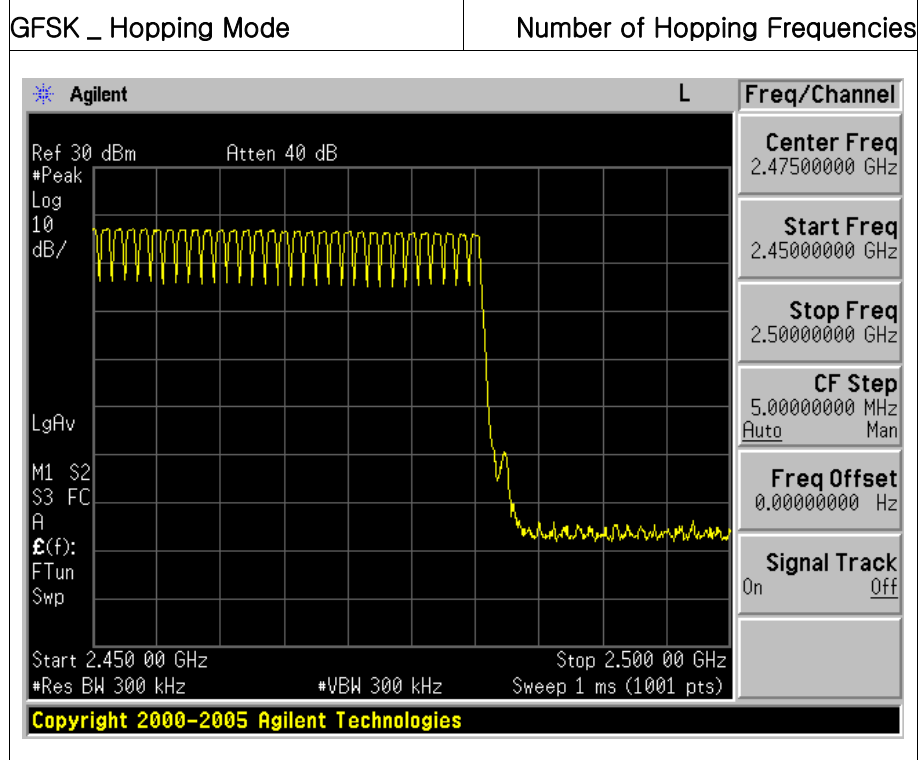 GFSK _ Hopping Mode
Number of Hopping Frequencies
Agilent
L
Freq/Channel
Ref 30 dBm
Atten 40 dB
#Peak
Log
10
dB/
LgAv
M1 S2
S3 FC
A
£(f):
FTun
Swp
Start 2.450 00 GHz
Stop 2.500 00 GHz
#Res BW 300 kHz
#VBW 300 kHz
Sweep 1 ms (1001 pts)
Copyright 2000-2005 Agilent Technologies
Center Freq
2.47500000 GHz
Start Freq
2.45000000 GHz
Stop Freq
2.50000000 GHz
CF Step
5.00000000 MHz
Auto Man
Freq Offset
0.00000000 Hz
Signal Track
On Off